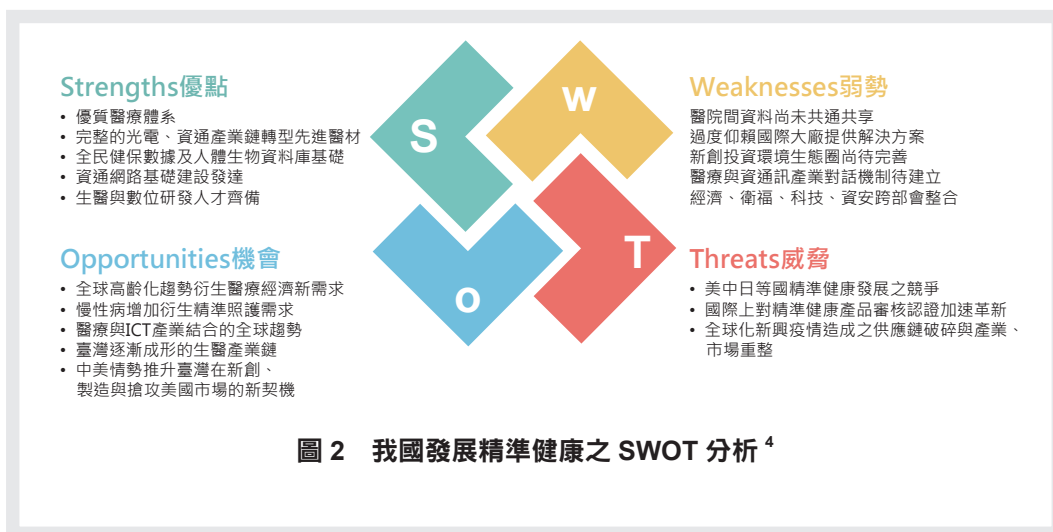 Strengths優點
• 優質醫療體系
• 完整的光電、資通產業鏈轉型先進醫材
• 全民健保數據及人體生物資料庫基礎
• 資通網路基礎建設發達
• 生醫與數位研發人才齊備
S
W
Weaknesses弱勢
醫院間資料尚未共通共享
過度仰賴國際大廠提供解決方案
新創投資環境生態圈尚待完善
醫療與資通訊產業對話機制待建立
經濟、衛福、科技、資安跨部會整合
Opportunities機會
• 全球高齡化趨勢衍生醫療經濟新需求
• 慢性病增加衍生精準照護需求
• 醫療與ICT產業結合的全球趨勢
• 臺灣逐漸成形的生醫產業鏈
• 中美情勢推升臺灣在新創、
製造與搶攻美國市場的新契機
O
T
Threats威脅
• 美中日等國精準健康發展之競爭
• 國際上對精準健康產品審核認證加速革新
• 全球化新興疫情造成之供應鏈破碎與產業、
市場重整
圖 2 我國發展精準健康之 SWOT 分析 4